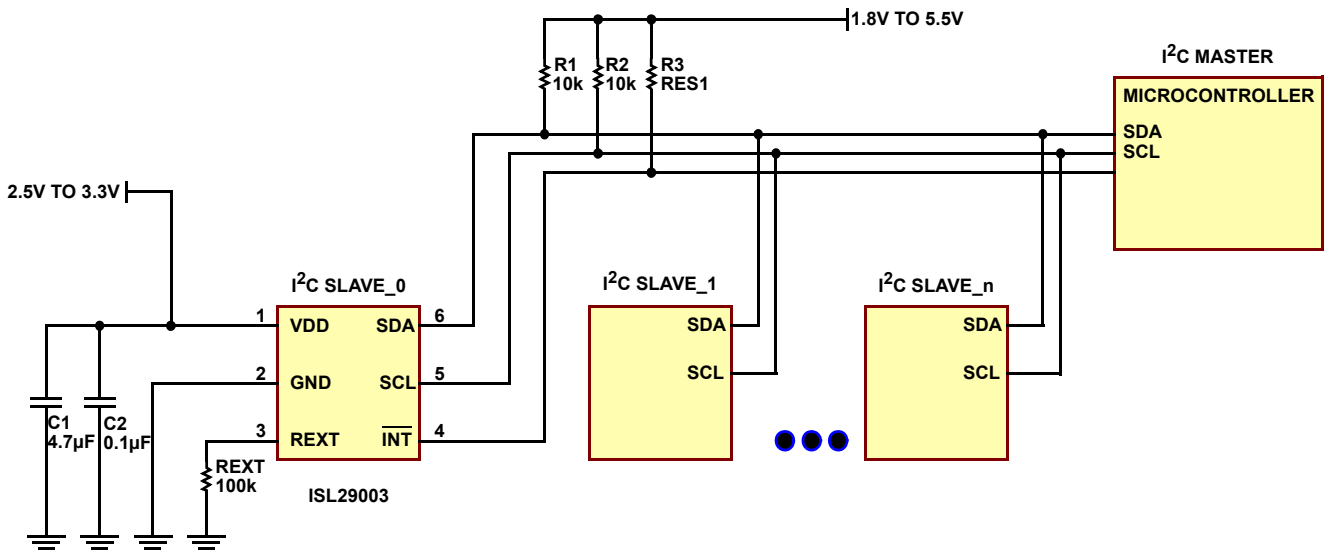 1.8V TO 5.5V
R1
10k
R2
10k
R3
RES1
I²C MASTER
MICROCONTROLLER
SDA
SCL
2.5V TO 3.3V
I²C SLAVE_0
1
VDD
SDA
6
2
GND
SCL
5
3
REXT
INT
4
C1
4.7µF
C2
0.1µF
REXT
100k
ISL29003
I²C SLAVE_1
SDA
SCL
I²C SLAVE_n
SDA
SCL